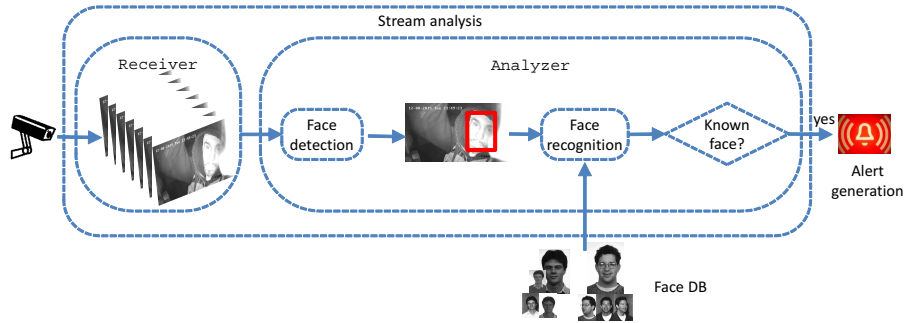 Stream analysis
Receiver
Analyzer
Face
detection
Face
recognition
Known
face?
yes
Alert
generation
Face DB